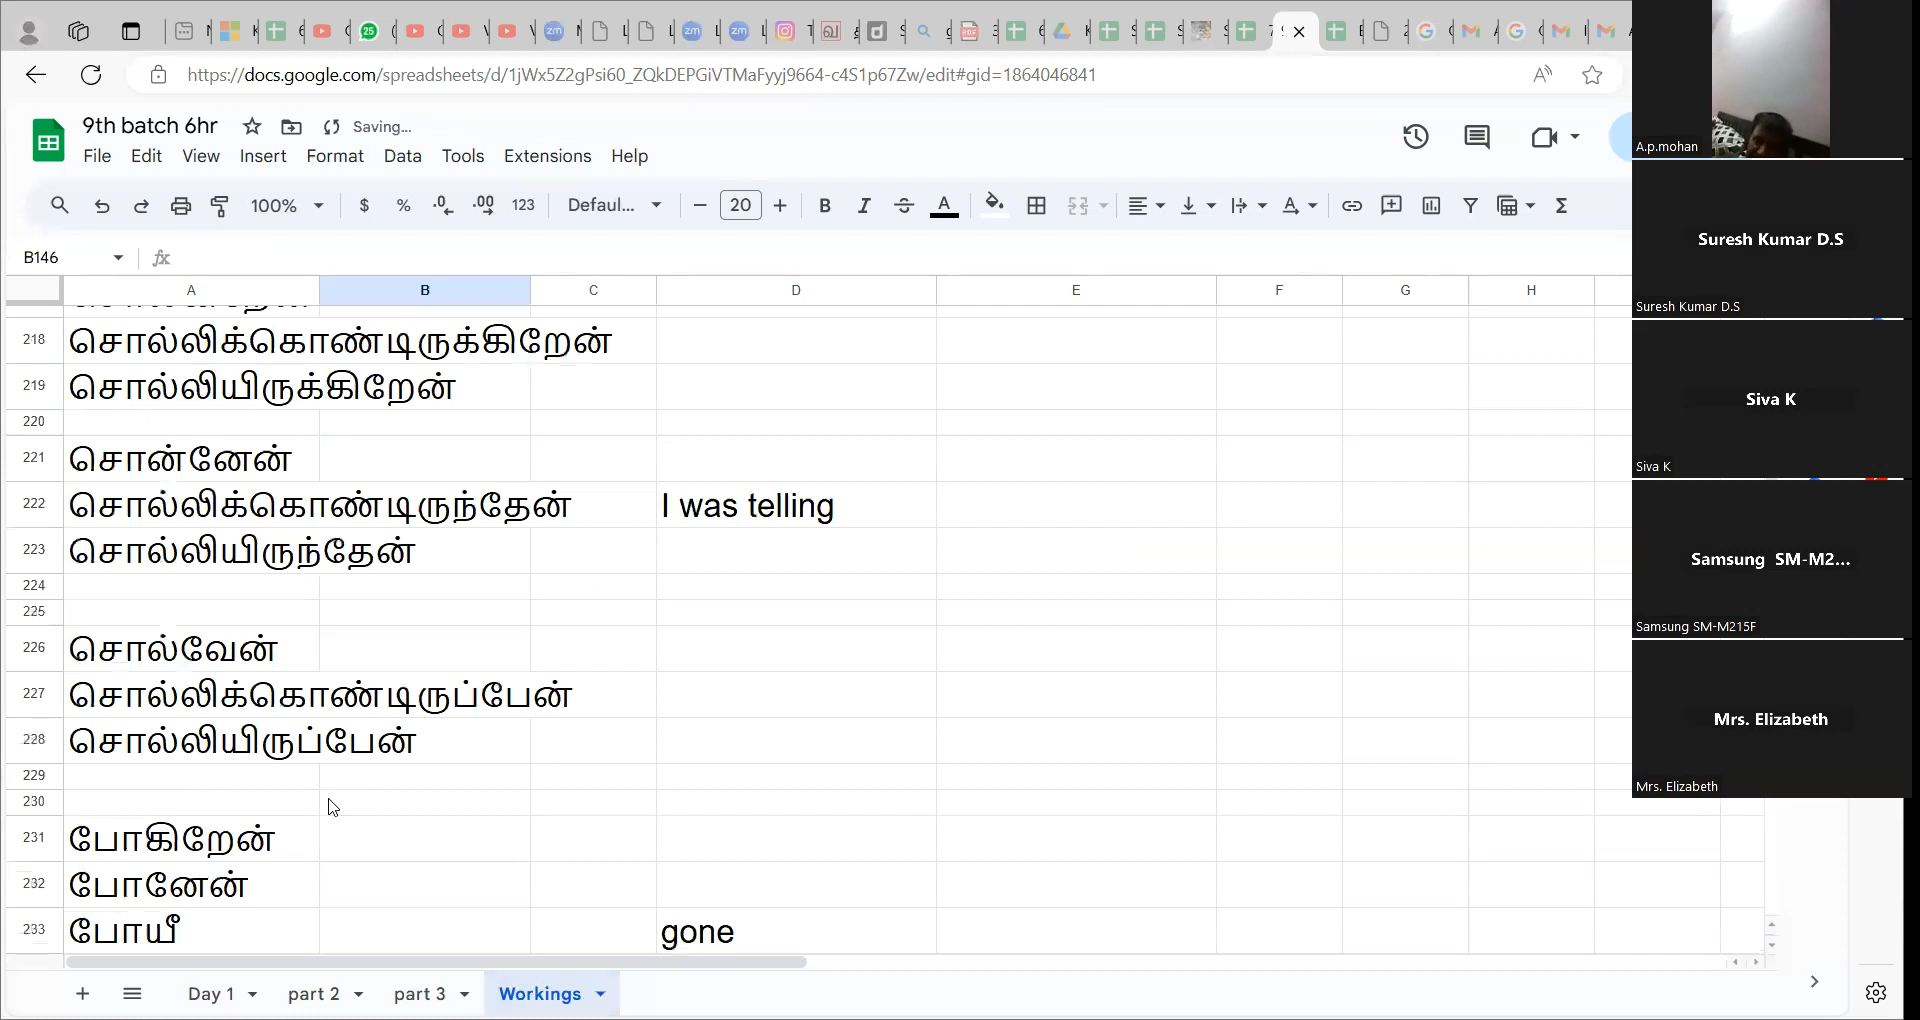 https://docs.google.com/spreadsheets/d/1jWx5Z2gPsi60_ZQkDEPGiVTMaFyyj9664-c4S1p67Zw/edit#gid=1864046841
9th batch 6hr Saving...
File Edit View Insert Format Data Tools Extensions Help
100% $ % .0 .00 123 Defaul... 20 B I A
B146
A B C D E F G H
218 சொல்லிக்கொண்டிருக்கிறேன்
219 சொல்லியிருக்கிறேன்
220
221 சொன்னேன்
222 சொல்லிக்கொண்டிருந்தேன் I was telling
223 சொல்லியிருந்தேன்
224
225
226 சொல்வேன்
227 சொல்லிக்கொண்டிருப்பேன்
228 சொல்லியிருப்பேன்
229
230
231 போகிறேன்
232 போனேன்
233 போயீ gone
Day 1 part 2 part 3 Workings
A.p.mohan
Suresh Kumar D.S
Suresh Kumar D.S
Siva K
Siva K
Samsung SM-M2...
Samsung SM-M215F
Mrs. Elizabeth
Mrs. Elizabeth